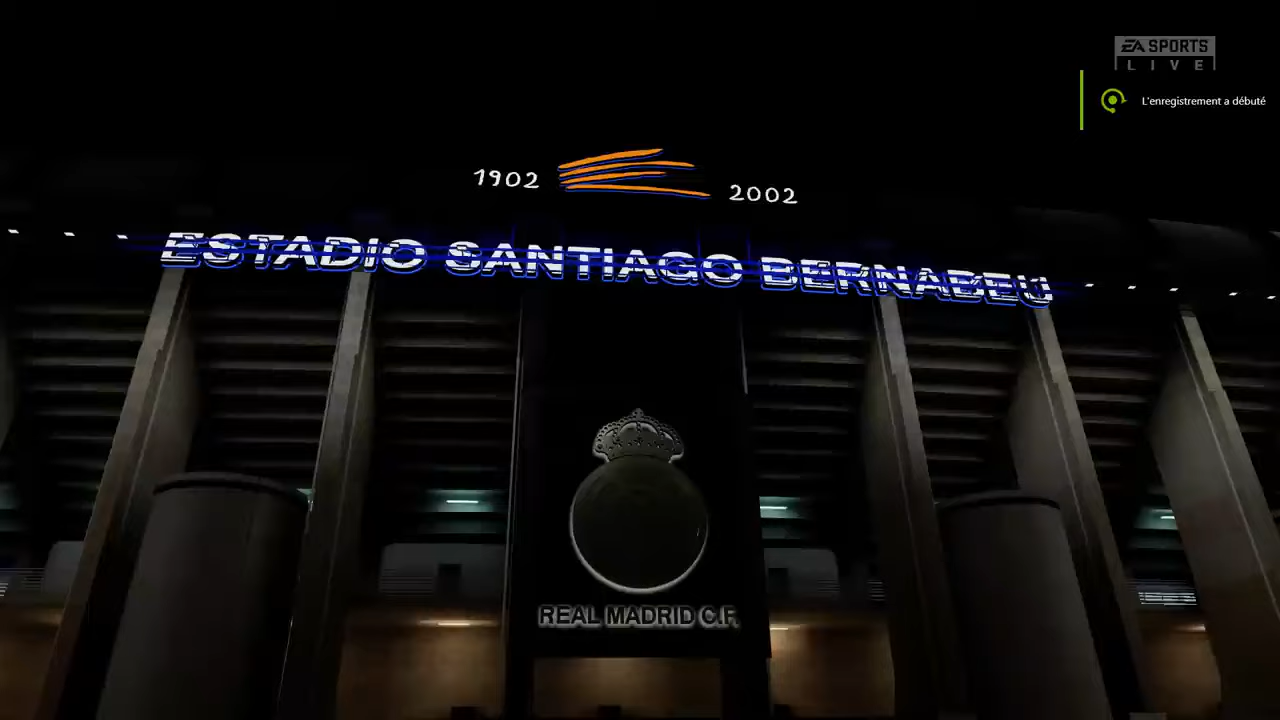 EA SPORTS
LIVE
L'enregistrement a débuté
1902 2002
ESTADIO SANTIAGO BERNABEU
REAL MADRID C.F.